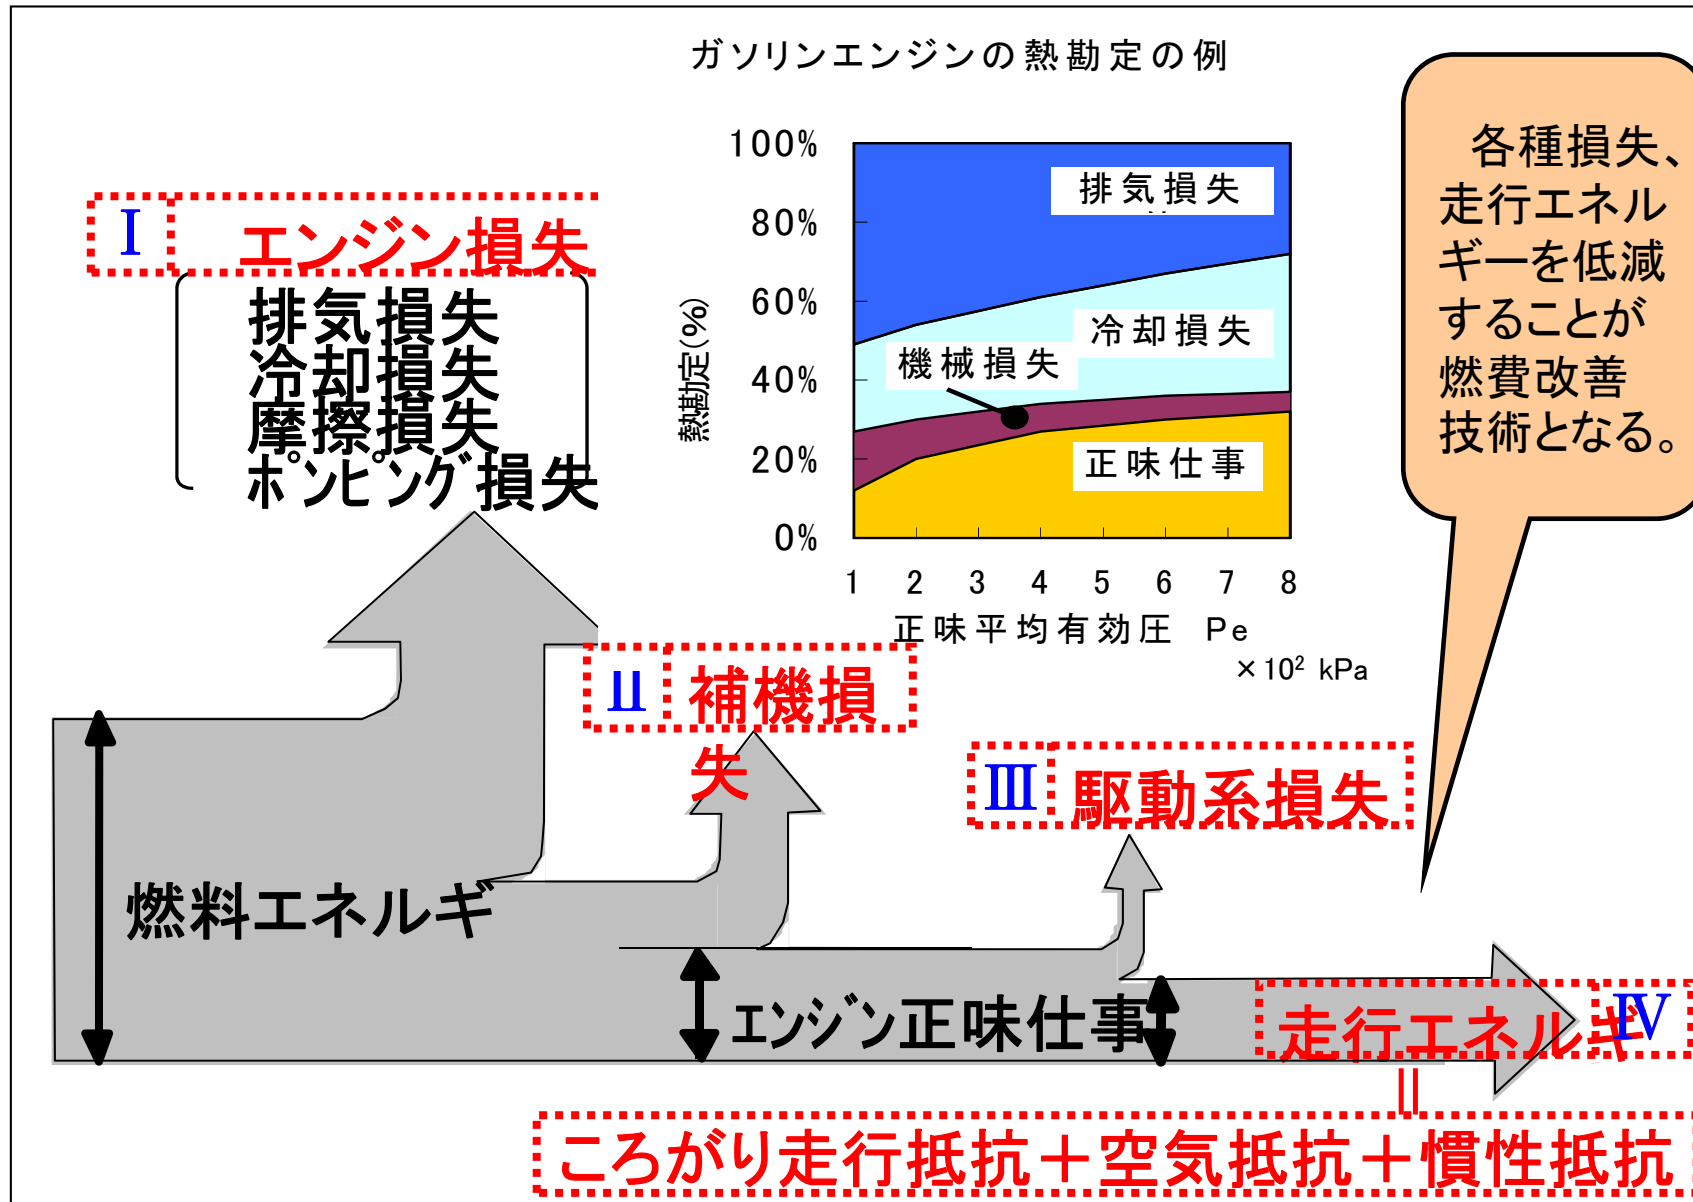 ガソリンエンジンの熱勘定の例
100%
80%
60%
40%
20%
0%
熱勘定(%)
排気損失
冷却損失
機械損失
正味仕事
1 2 3 4 5 6 7 8
正味平均有効圧 Pe
×10² kPa
各種損失、
走行エネル
ギーを低減
することが
燃費改善
技術となる。
Ⅰ エンジン損失
排気損失
冷却損失
摩擦損失
ポンピング損失
Ⅱ 補機損
失
Ⅲ 駆動系損失
燃料エネルギ
エンジン正味仕事
走行エネルギ Ⅳ
||
ころがり走行抵抗＋空気抵抗＋慣性抵抗